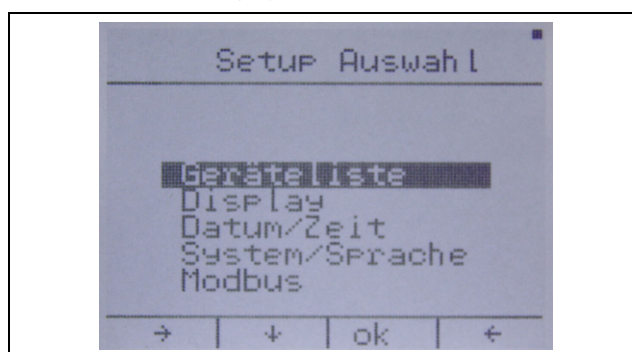 Setup Auswahl
Geräteliste
Display
Datum/Zeit
System/Sprache
Modbus
→ ↓ ok ←